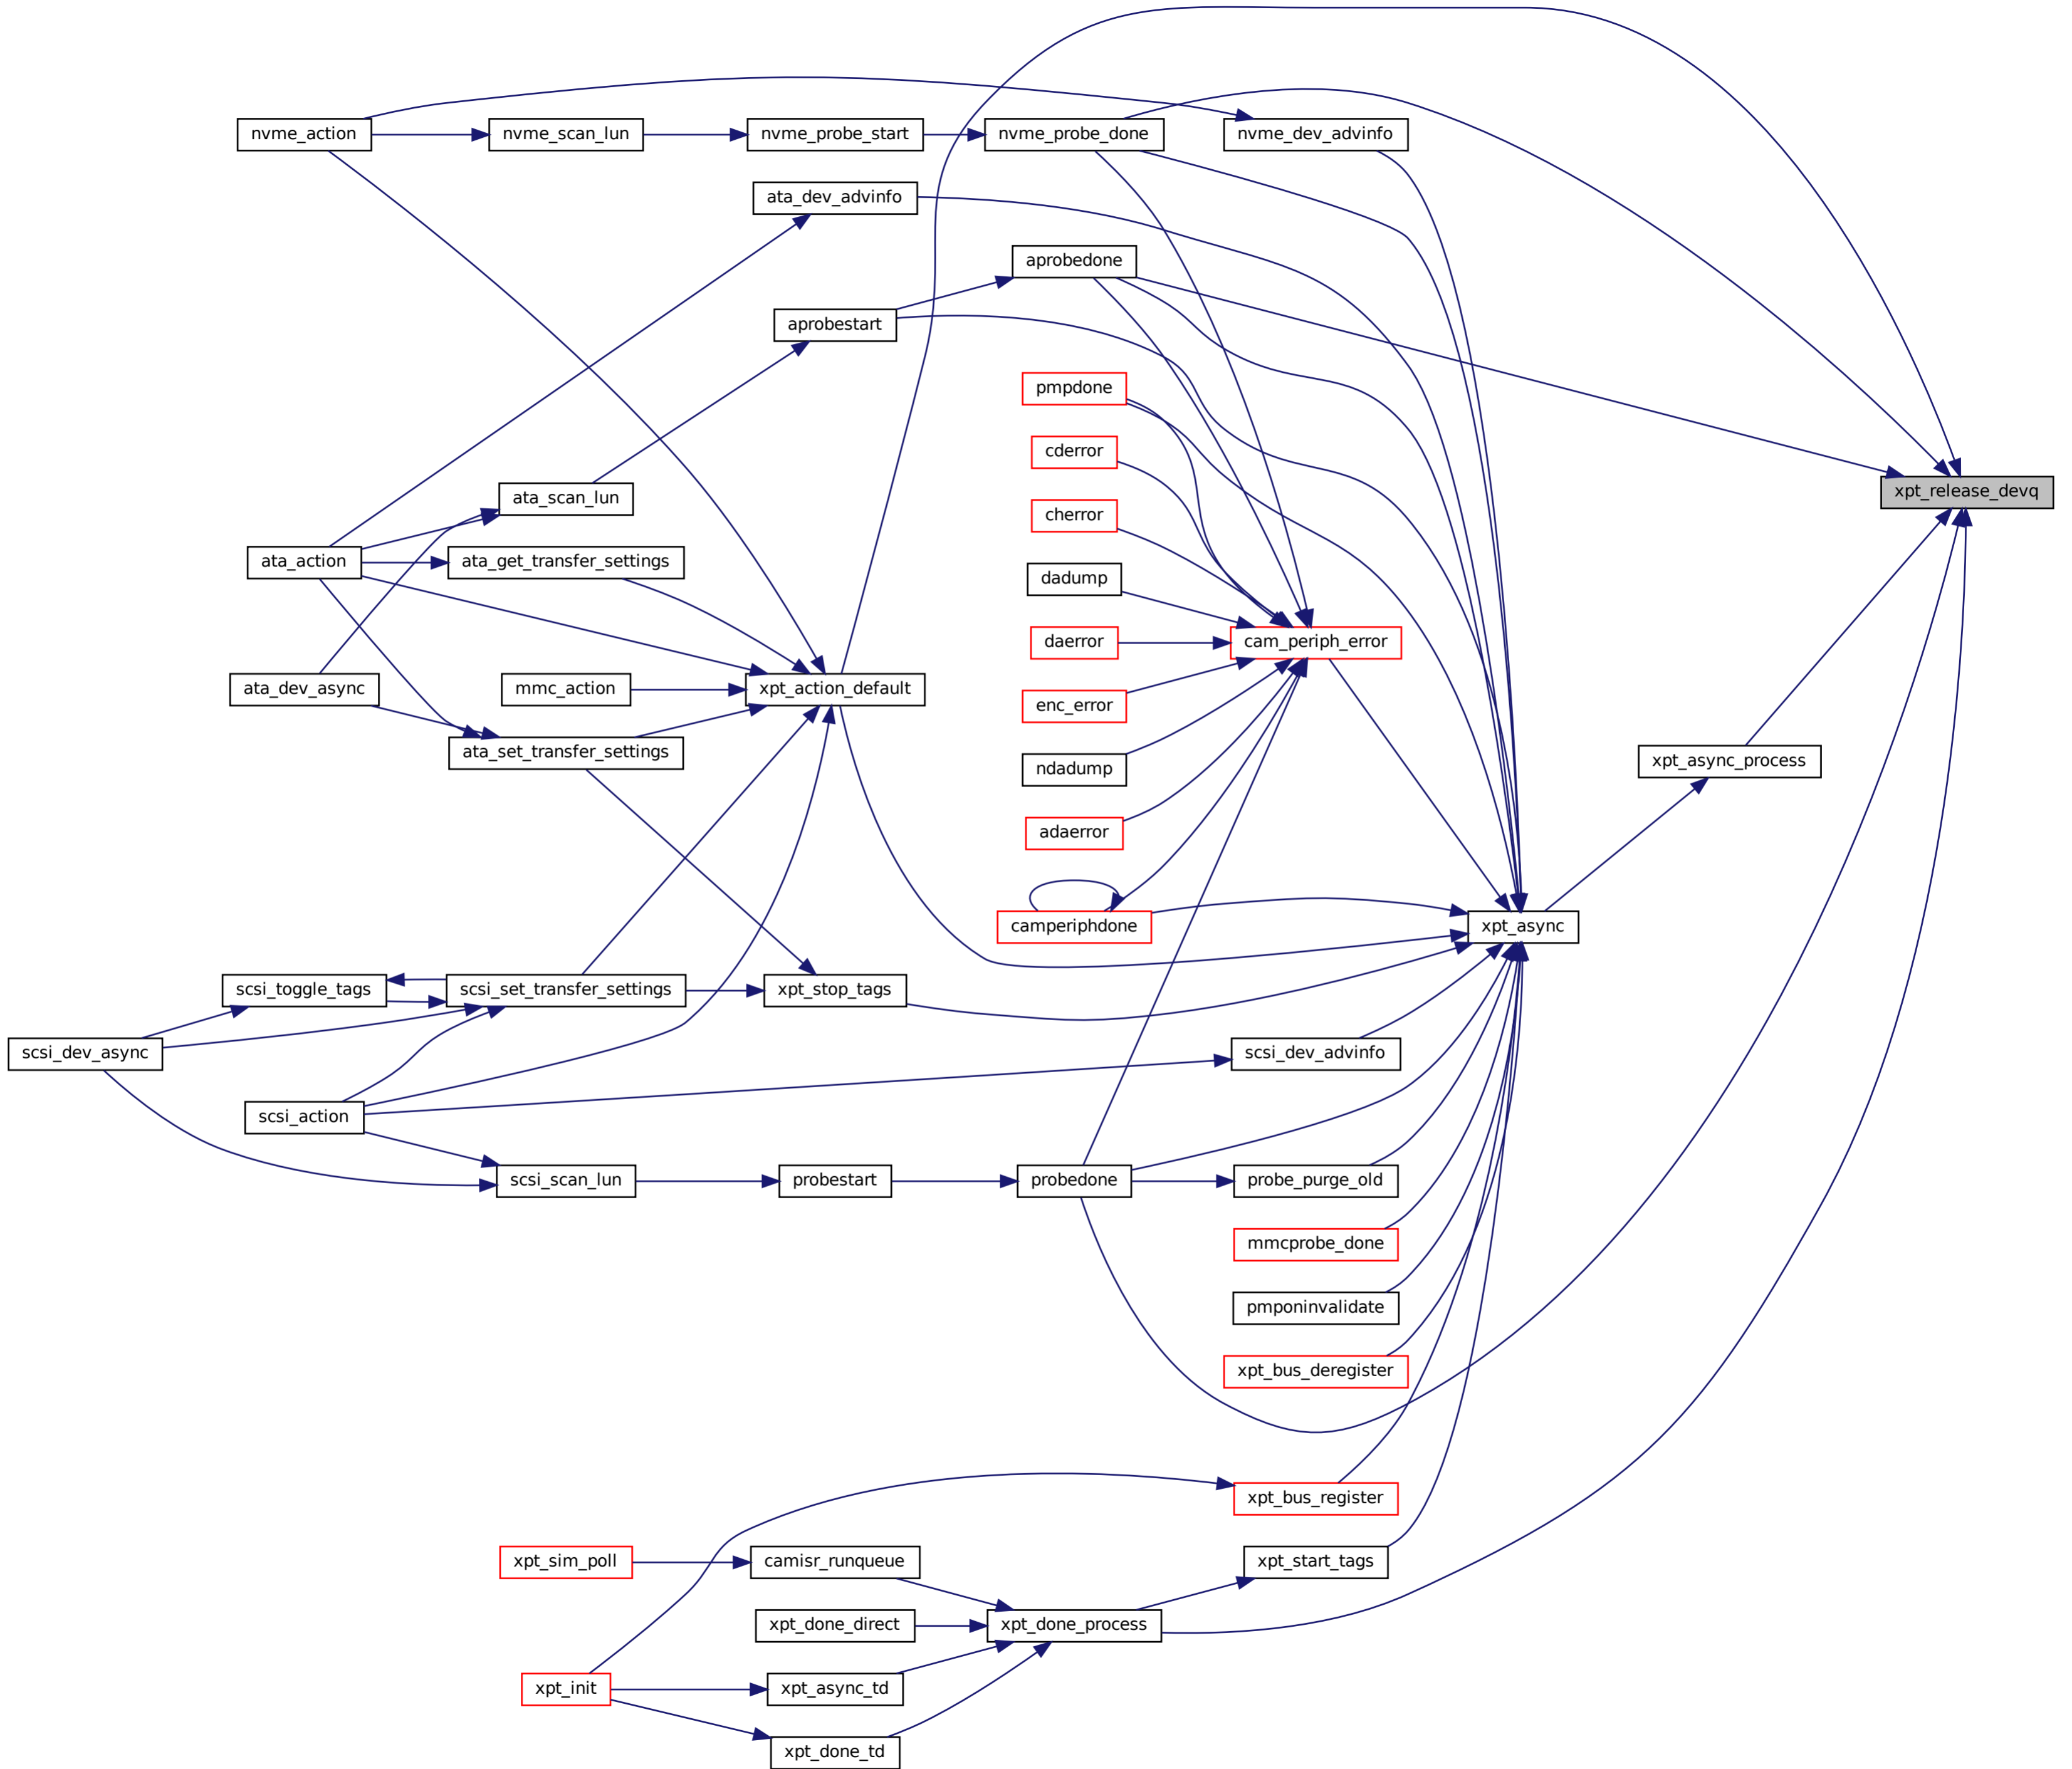 nvme_action
nvme_scan_lun
nvme_probe_start
nvme_probe_done
nvme_dev_advinfo
ata_dev_advinfo
aprobedone
aprobestart
pmpdone
cderror
xpt_release_devq
ata_scan_lun
cherror
ata_action
ata_get_transfer_settings
dadump
daerror
cam_periph_error
ata_dev_async
mmc_action
xpt_action_default
enc_error
ata_set_transfer_settings
ndadump
xpt_async_process
adaerror
camperiphdone
xpt_async
scsi_toggle_tags
scsi_set_transfer_settings
xpt_stop_tags
scsi_dev_async
scsi_dev_advinfo
scsi_action
scsi_scan_lun
probestart
probedone
probe_purge_old
mmcprobe_done
pmponinvalidate
xpt_bus_deregister
xpt_bus_register
xpt_sim_poll
camisr_runqueue
xpt_start_tags
xpt_done_direct
xpt_done_process
xpt_init
xpt_async_td
xpt_done_td